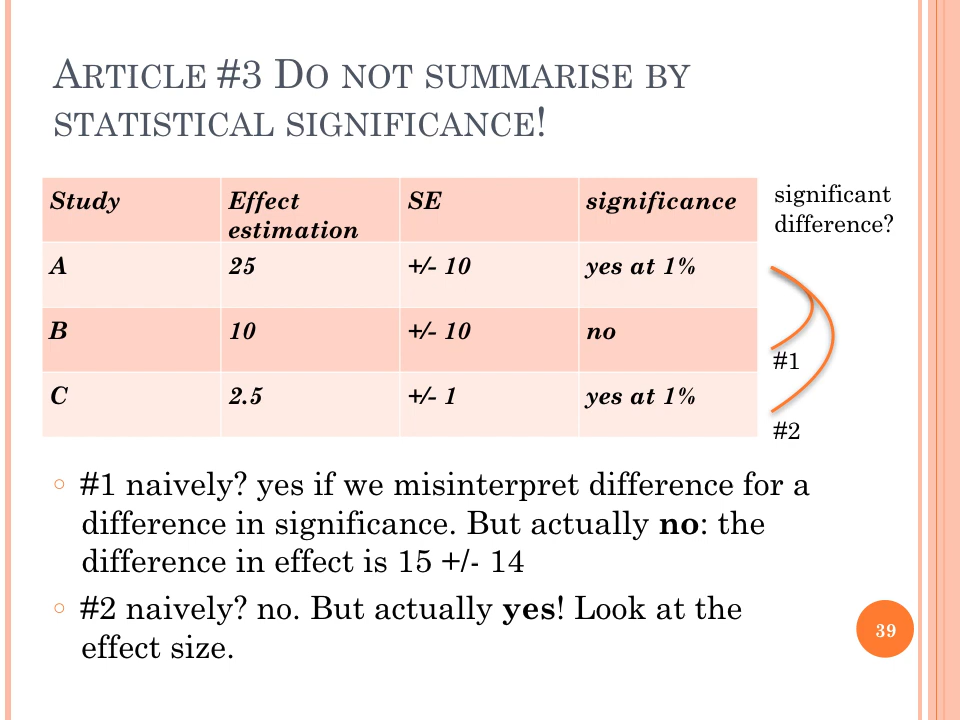 Article #3 Do not summarise by
statistical significance!
Study Effect estimation SE significance
A 25 +/- 10 yes at 1%
B 10 +/- 10 no
C 2.5 +/- 1 yes at 1%
significant
difference?
#1
#2
#1 naively? yes if we misinterpret difference for a
difference in significance. But actually no: the
difference in effect is 15 +/- 14
#2 naively? no. But actually yes! Look at the
effect size.
39